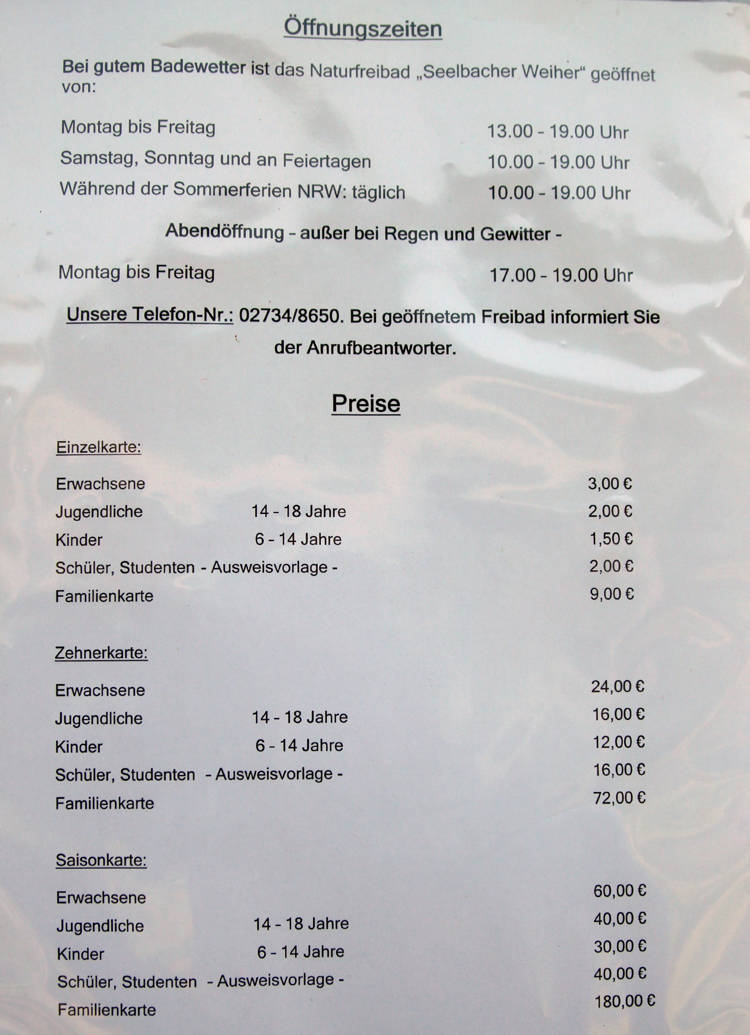 Öffnungszeiten
Bei gutem Badewetter ist das Naturfreibad „Seelbacher Weiher“ geöffnet
von:
Montag bis Freitag 13.00 - 19.00 Uhr
Samstag, Sonntag und an Feiertagen 10.00 - 19.00 Uhr
Während der Sommerferien NRW: täglich 10.00 - 19.00 Uhr
Abendöffnung – außer bei Regen und Gewitter -
Montag bis Freitag 17.00 - 19.00 Uhr
Unsere Telefon-Nr.: 02734/8650. Bei geöffnetem Freibad informiert Sie
der Anrufbeantworter.
Preise
Einzelkarte:
Erwachsene 3,00 €
Jugendliche 14 - 18 Jahre 2,00 €
Kinder 6 - 14 Jahre 1,50 €
Schüler, Studenten - Ausweisvorlage - 2,00 €
Familienkarte 9,00 €
Zehnerkarte:
Erwachsene 24,00 €
Jugendliche 14 - 18 Jahre 16,00 €
Kinder 6 - 14 Jahre 12,00 €
Schüler, Studenten - Ausweisvorlage - 16,00 €
Familienkarte 72,00 €
Saisonkarte:
Erwachsene 60,00 €
Jugendliche 14 - 18 Jahre 40,00 €
Kinder 6 - 14 Jahre 30,00 €
Schüler, Studenten - Ausweisvorlage - 40,00 €
Familienkarte 180,00 €